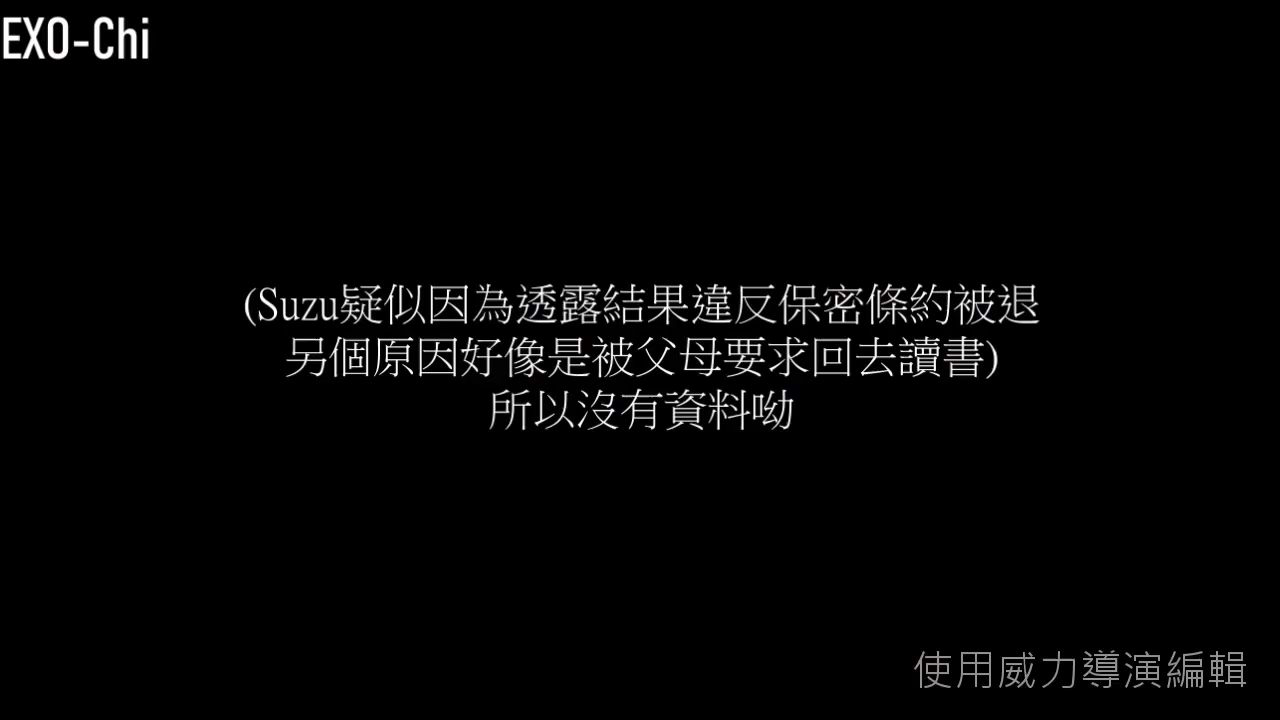 EXO-Chi
(Suzu疑似因為透露結果違反保密條約被退
另個原因好像是被父母要求回去讀書)
所以沒有資料呦
使用威力導演編輯